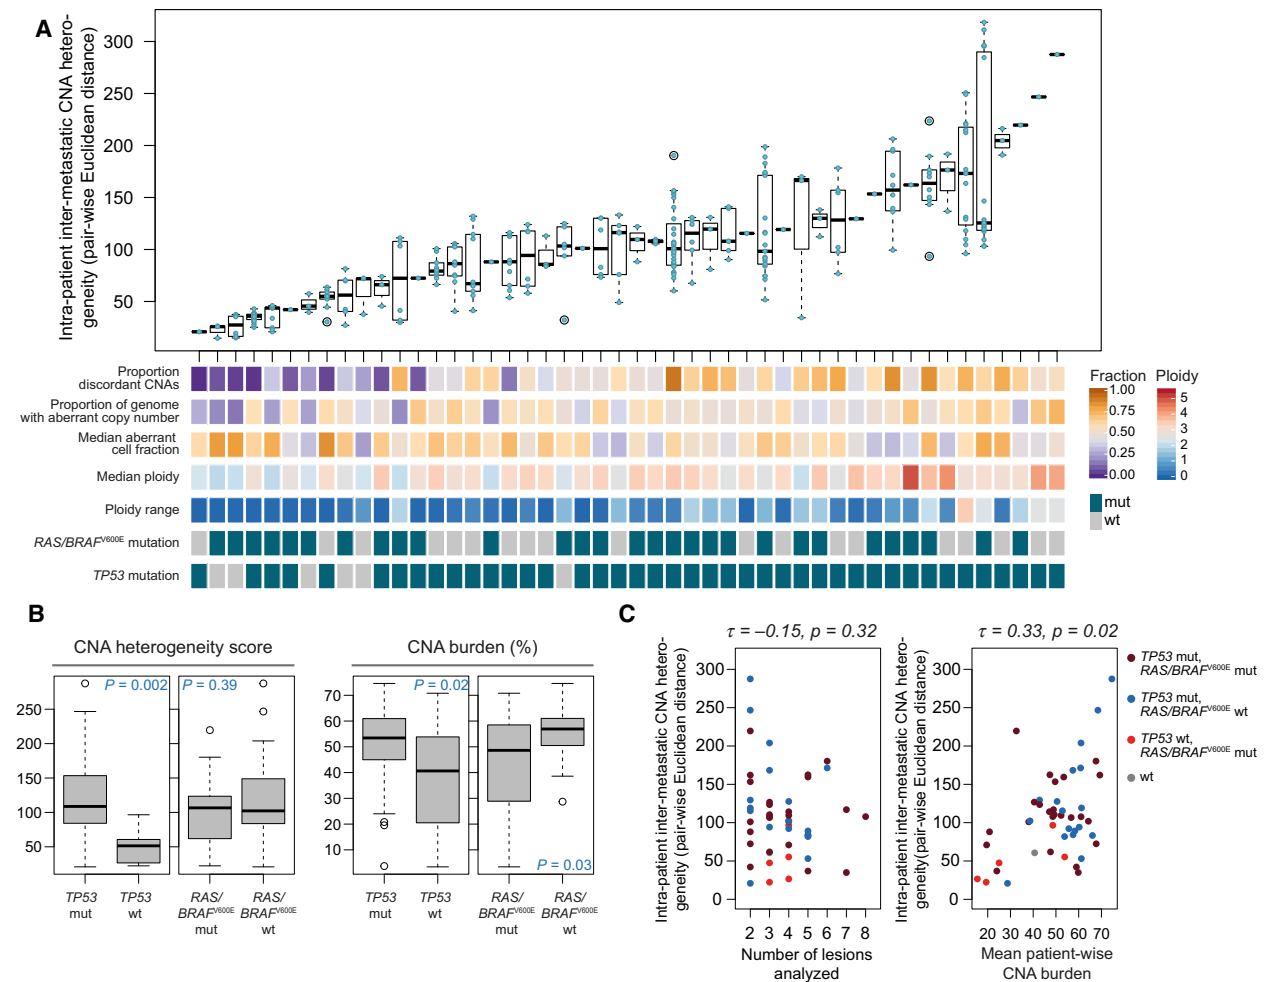 A
Intra-patient inter-metastatic CNA hetero-
geneity (pair-wise Euclidean distance)
300
250
200
150
100
50
Proportion
discordant CNAs
Proportion of genome
with aberrant copy number
Median aberrant
cell fraction
Median ploidy
Ploidy range
RAS/BRAFV600E mutation
TP53 mutation
Fraction
1.00
0.75
0.50
0.25
0.00
Ploidy
5
4
3
2
1
0
mut
wt
B
CNA heterogeneity score
P = 0.002
P = 0.39
250
200
150
100
50
TP53
mut
TP53
wt
RAS/
BRAFV600E
mut
RAS/
BRAFV600E
wt
CNA burden (%)
P = 0.02
70
60
50
40
30
20
10
P = 0.03
TP53
mut
TP53
wt
RAS/
BRAFV600E
mut
RAS/
BRAFV600E
wt
C
τ = –0.15, p = 0.32
Intra-patient inter-metastatic CNA hetero-
geneity (pair-wise Euclidean distance)
300
250
200
150
100
50
0
2 3 4 5 6 7 8
Number of lesions
analyzed
τ = 0.33, p = 0.02
Intra-patient inter-metastatic CNA hetero-
geneity(pair-wise Euclidean distance)
300
250
200
150
100
50
0
20 30 40 50 60 70
Mean patient-wise
CNA burden
TP53 mut,
RAS/BRAFV600E mut
TP53 mut,
RAS/BRAFV600E wt
TP53 wt,
RAS/BRAFV600E mut
wt